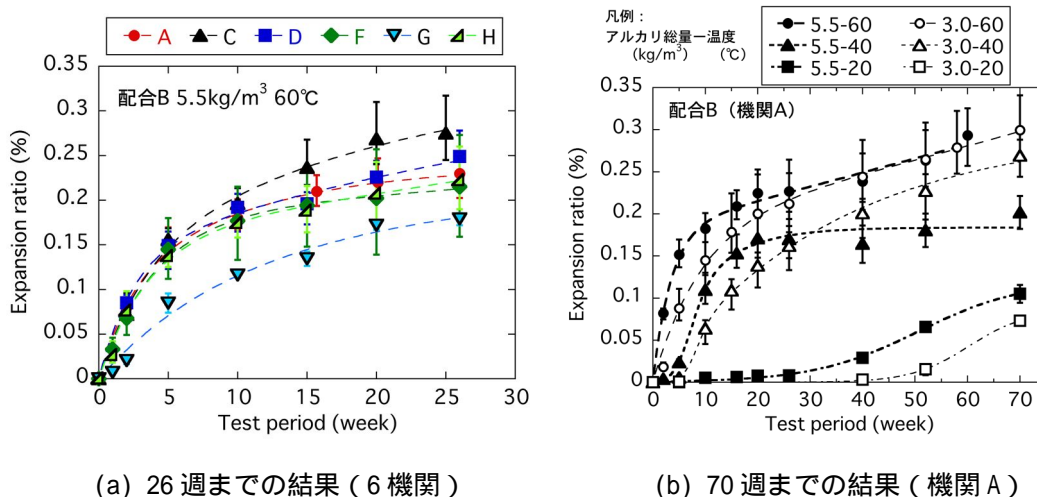 A C D F G H
配合B 5.5kg/m³ 60℃
Expansion ratio (%)
0.35
0.3
0.25
0.2
0.15
0.1
0.05
0
0 5 10 15 20 25 30
Test period (week)
(a) 26週までの結果(6機関)
凡例:
アルカリ総量ー温度
(kg/m³) (℃)
5.5-60 3.0-60
5.5-40 3.0-40
5.5-20 3.0-20
配合B(機関A)
Expansion ratio (%)
0.35
0.3
0.25
0.2
0.15
0.1
0.05
0
0 10 20 30 40 50 60 70
Test period (week)
(b) 70週までの結果(機関A)